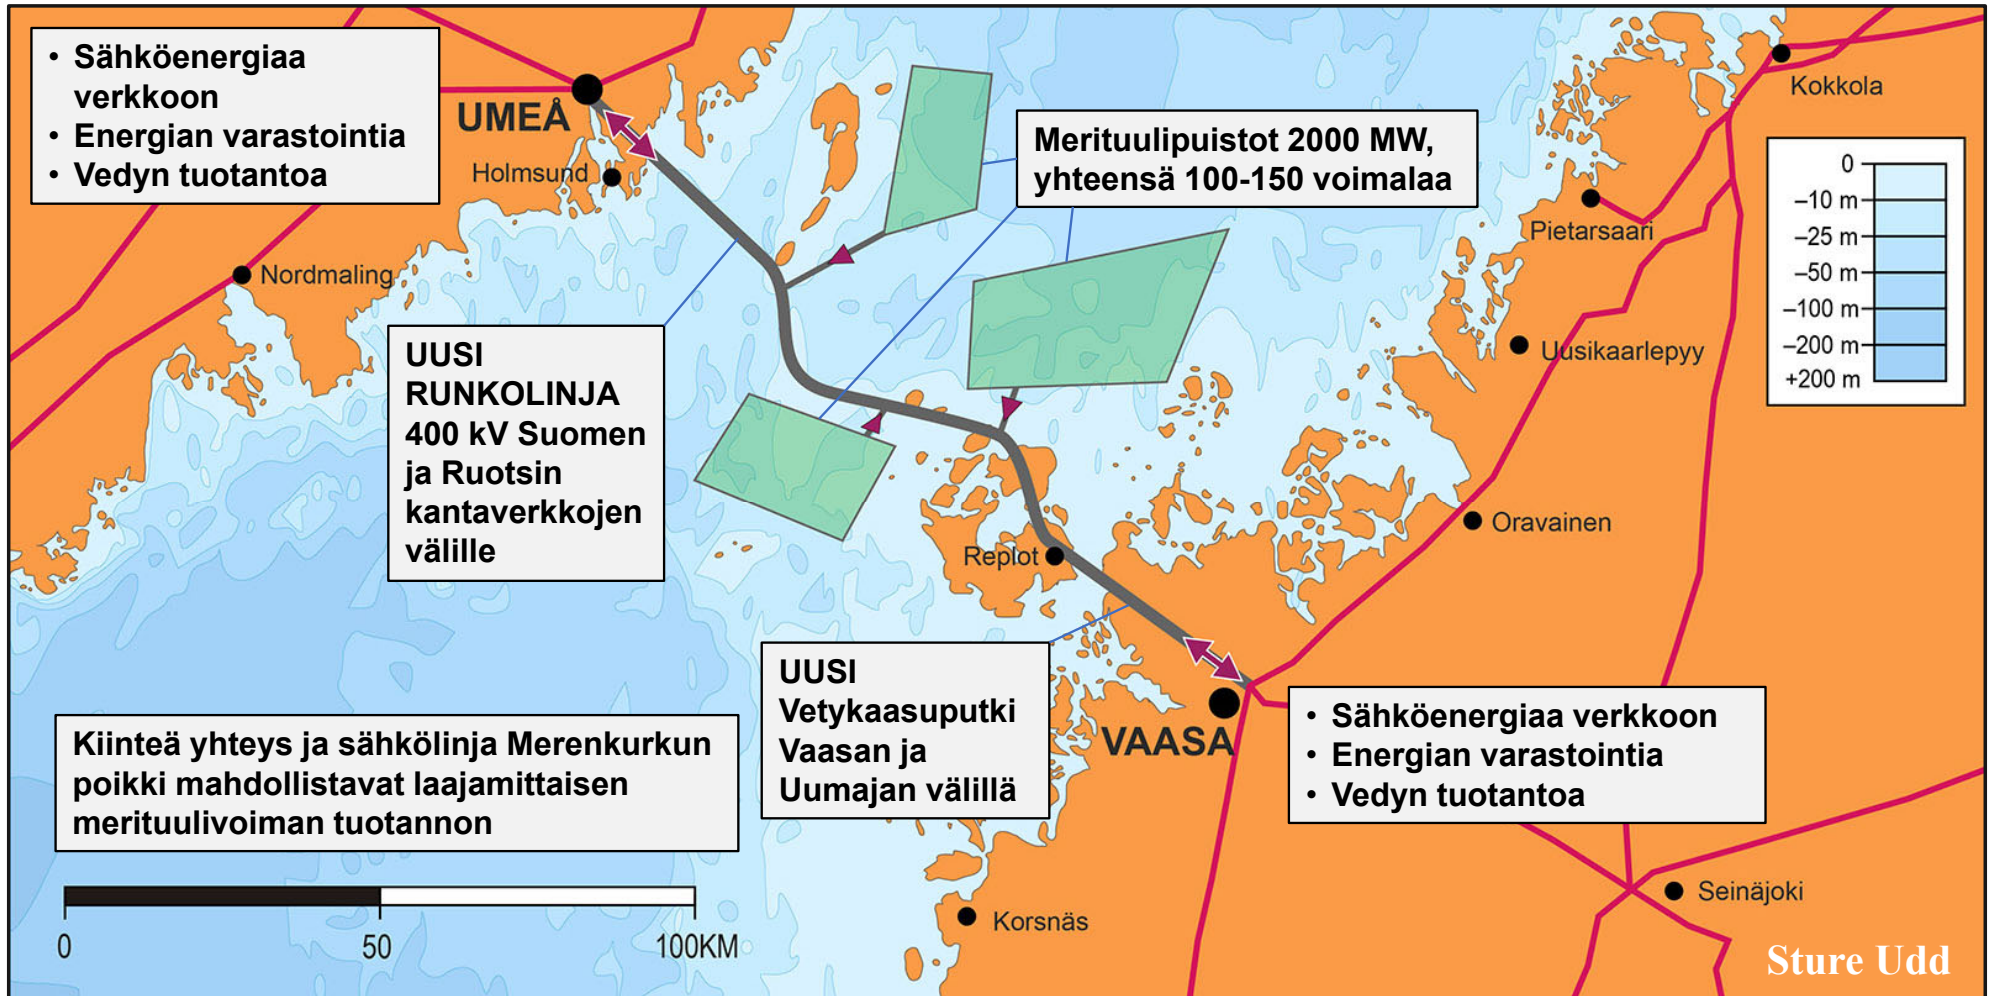 • Sähköenergiaa
verkkoon
• Energian varastointia
• Vedyn tuotantoa
UMEÅ
Holmsund
Nordmaling
Merituulipuistot 2000 MW,
yhteensä 100-150 voimalaa
Kokkola
Pietarsaari
Uusikaarlepyy
Oravainen
0
–10 m
–25 m
–50 m
–100 m
–200 m
+200 m
UUSI
RUNKOLINJA
400 kV Suomen
ja Ruotsin
kantaverkkojen
välille
Replot
UUSI
Vetykaasuputki
Vaasan ja
Uumajan välillä
VAASA
• Sähköenergiaa verkkoon
• Energian varastointia
• Vedyn tuotantoa
Kiinteä yhteys ja sähkölinja Merenkurkun
poikki mahdollistavat laajamittaisen
merituulivoiman tuotannon
0 50 100KM
Korsnäs
Seinäjoki
Sture Udd